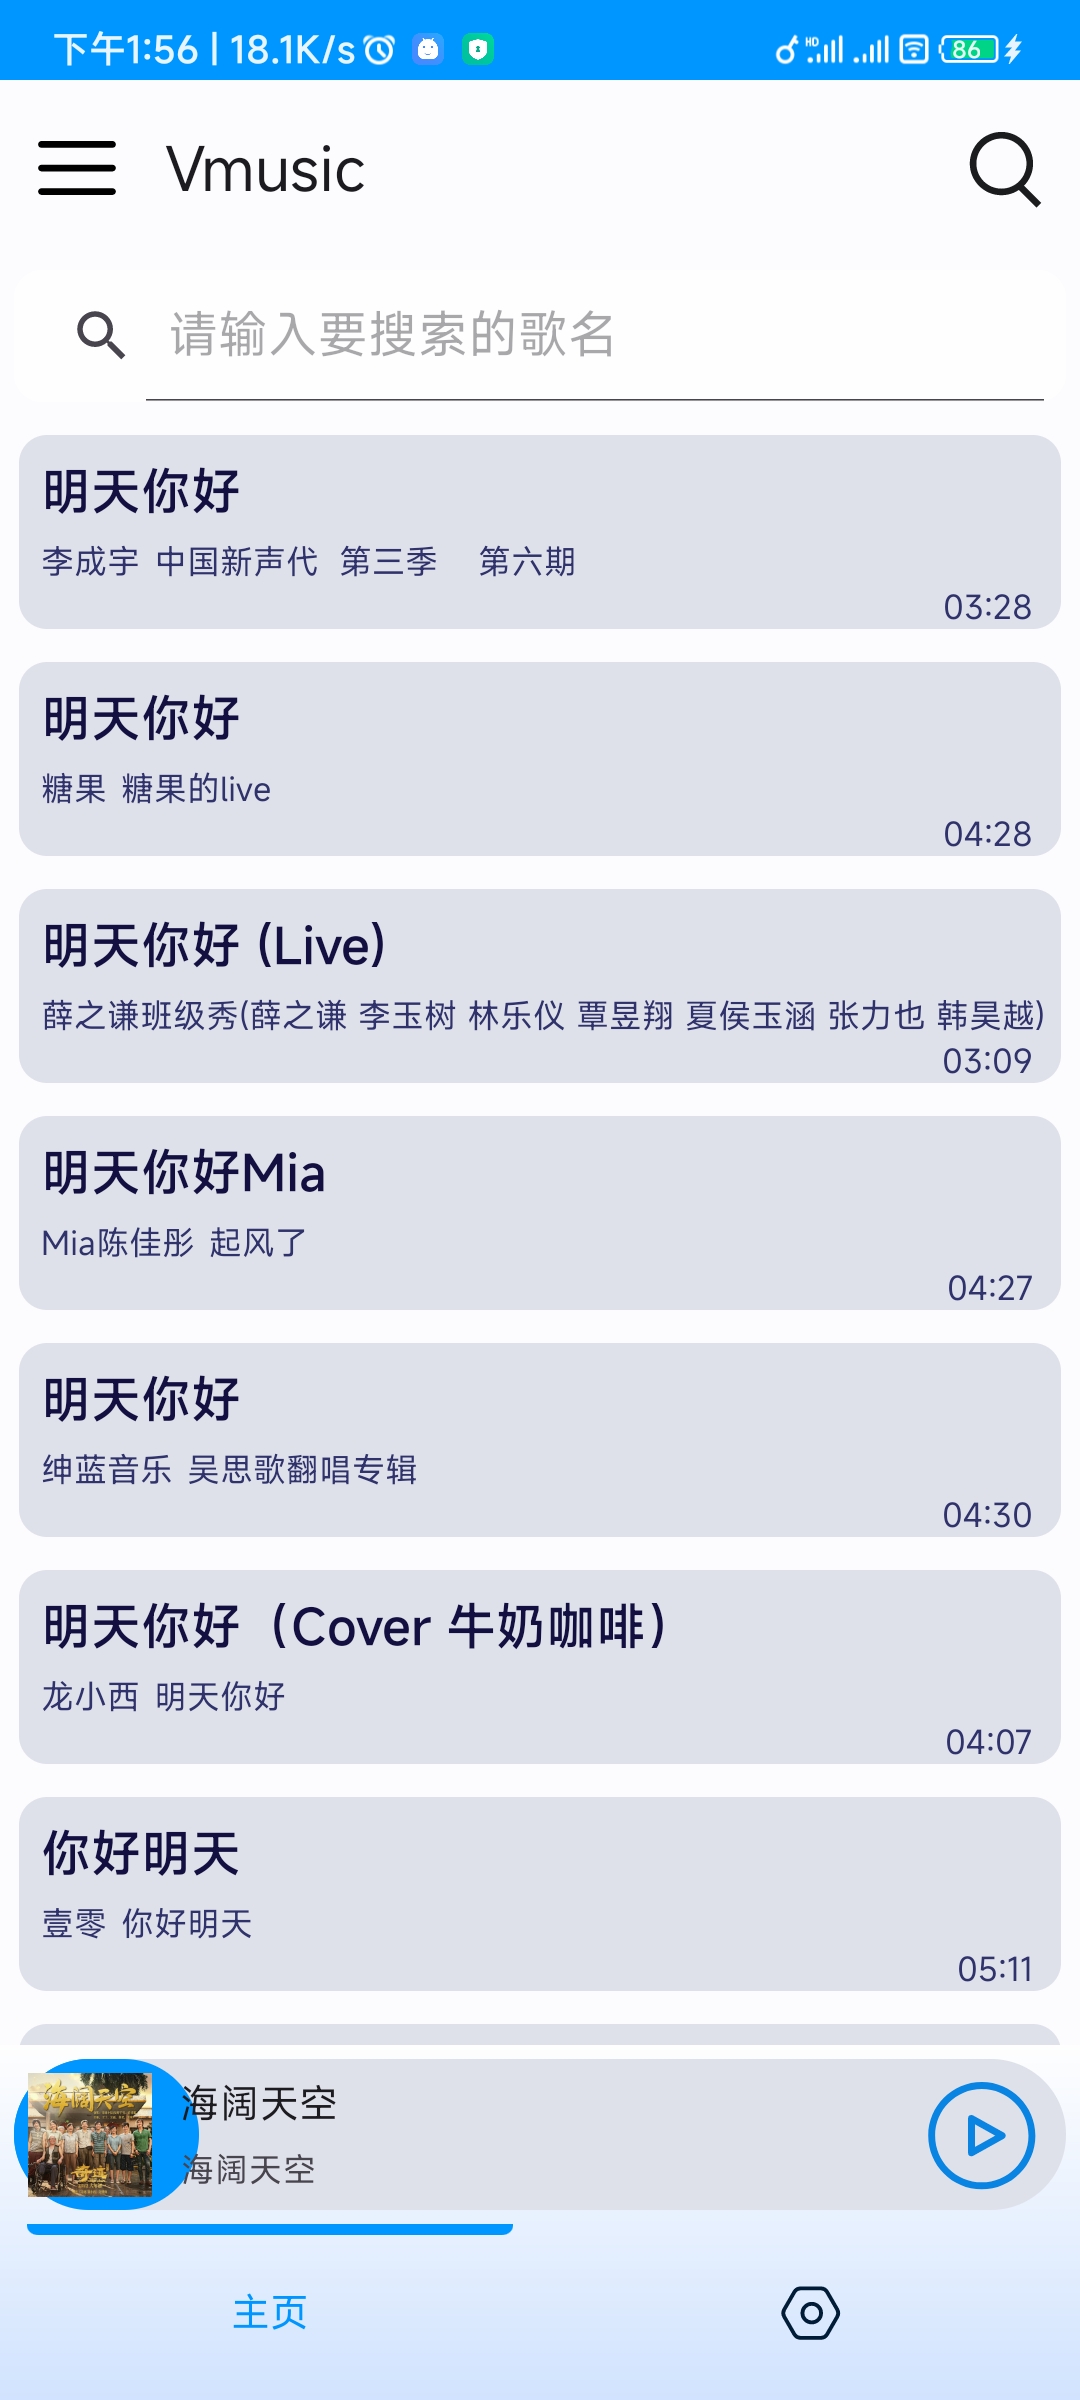 下午1:56 | 18.1K/s
HD
86
Vmusic
请输入要搜索的歌名
明天你好
李成宇 中国新声代 第三季 第六期
03:28
明天你好
糖果 糖果的live
04:28
明天你好 (Live)
薛之谦班级秀(薛之谦 李玉树 林乐仪 覃昱翔 夏侯玉涵 张力也 韩昊越)
03:09
明天你好Mia
Mia陈佳彤 起风了
04:27
明天你好
绅蓝音乐 吴思歌翻唱专辑
04:30
明天你好（Cover 牛奶咖啡）
龙小西 明天你好
04:07
你好明天
壹零 你好明天
05:11
海阔天空
奇迹
海阔天空
海阔天空
主页